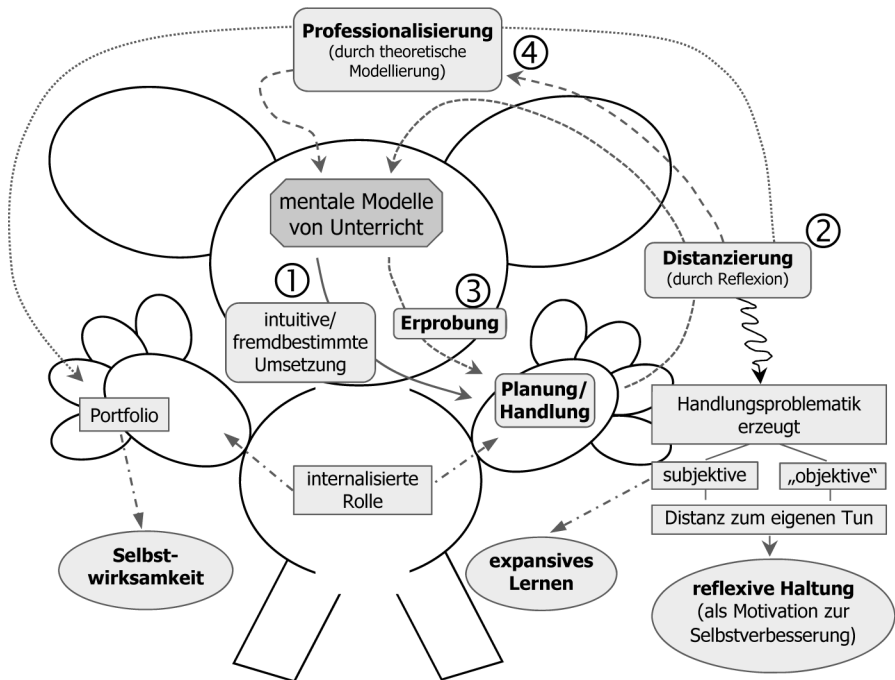 Professionalisierung
(durch theoretische
Modellierung)
④
mentale Modelle
von Unterricht
②
Distanzierung
(durch Reflexion)
①
intuitive/
fremdbestimmte
Umsetzung
③
Erprobung
Planung/
Handlung
Portfolio
Handlungsproblematik
erzeugt
internalisierte
Rolle
subjektive
„objektive“
Distanz zum eigenen Tun
Selbst-
wirksamkeit
expansives
Lernen
reflexive Haltung
(als Motivation zur
Selbstverbesserung)